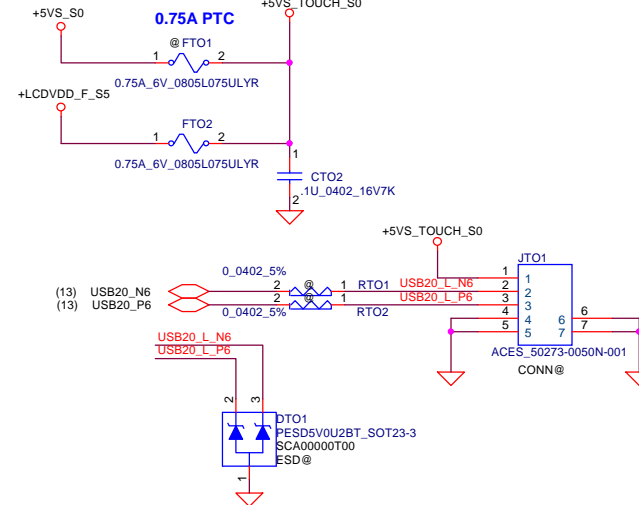 +5VS_S0
0.75A PTC
+5VS_TOUCH_S0
@ FTO1
1 2
0.75A_6V_0805L075ULYR
+LCDVDD_F_S5
FTO2
1 2
0.75A_6V_0805L075ULYR
1
CTO2
.1U_0402_16V7K
2
+5VS_TOUCH_S0
JTO1
0_0402_5%
(13) USB20_N6
2 @ 1 RTO1 USB20_L_N6
(13) USB20_P6
2 @ 1 USB20_L_P6
0_0402_5% RTO2
1 1
2 2
3 3
4 4 6 6
5 5 7 7
ACES_50273-0050N-001
CONN@
USB20_L_N6
USB20_L_P6
2 3
DTO1
PESD5V0U2BT_SOT23-3
SCA00000T00
ESD@
1